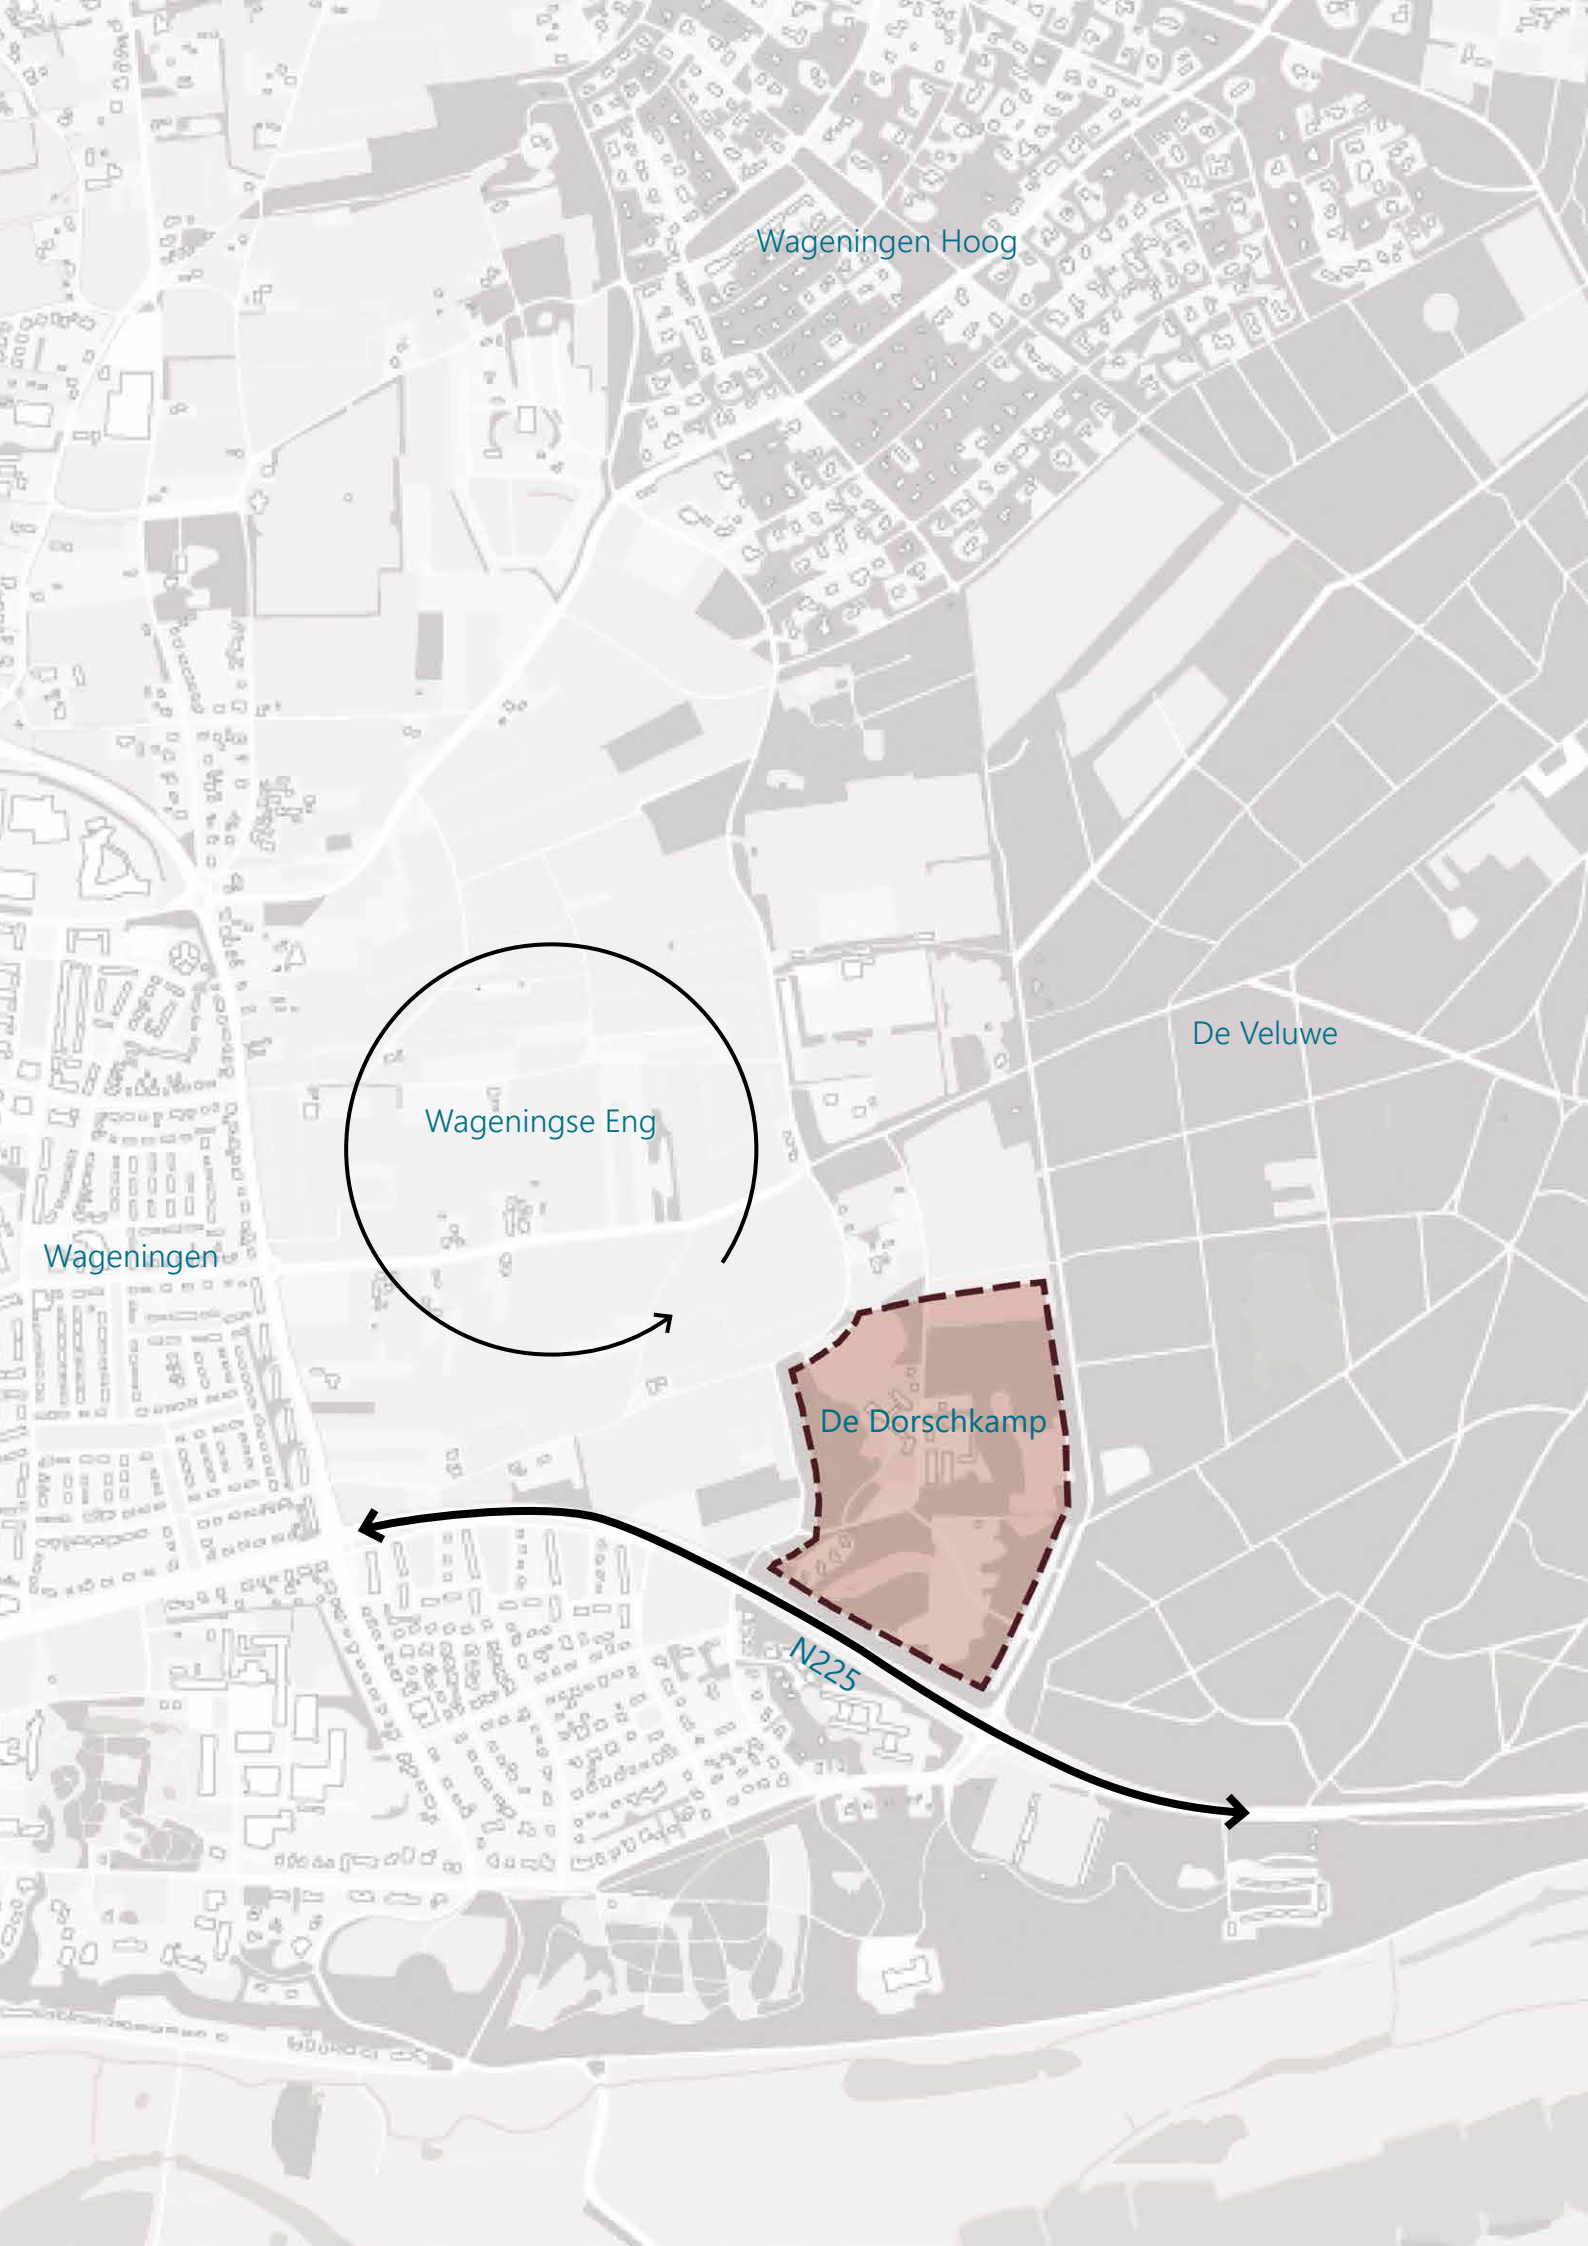 Wageningen Hoog
De Veluwe
Wageningse Eng
Wageningen
De Dorschkamp
N225